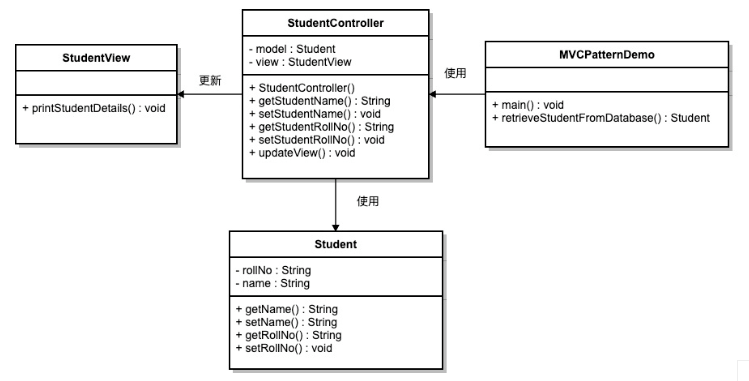 StudentView
+ printStudentDetails() : void
更新
StudentController
- model : Student
- view : StudentView
+ StudentController()
+ getStudentName() : String
+ setStudentName() : void
+ getStudentRollNo() : String
+ setStudentRollNo() : void
+ updateView() : void
使用
MVCPatternDemo
+ main() : void
+ retrieveStudentFromDatabase() : Student
使用
Student
- rollNo : String
- name : String
+ getName() : String
+ setName() : String
+ getRollNo() : String
+ setRollNo() : void